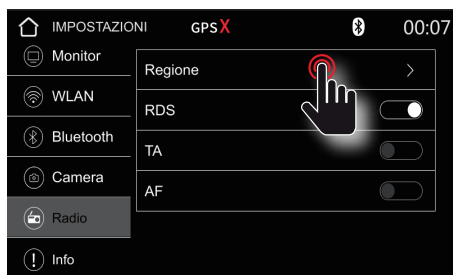 IMPOSTAZIONI GPSX 00:07
Monitor
WLAN
Bluetooth
Camera
Radio
Info
Regione
RDS
TA
AF